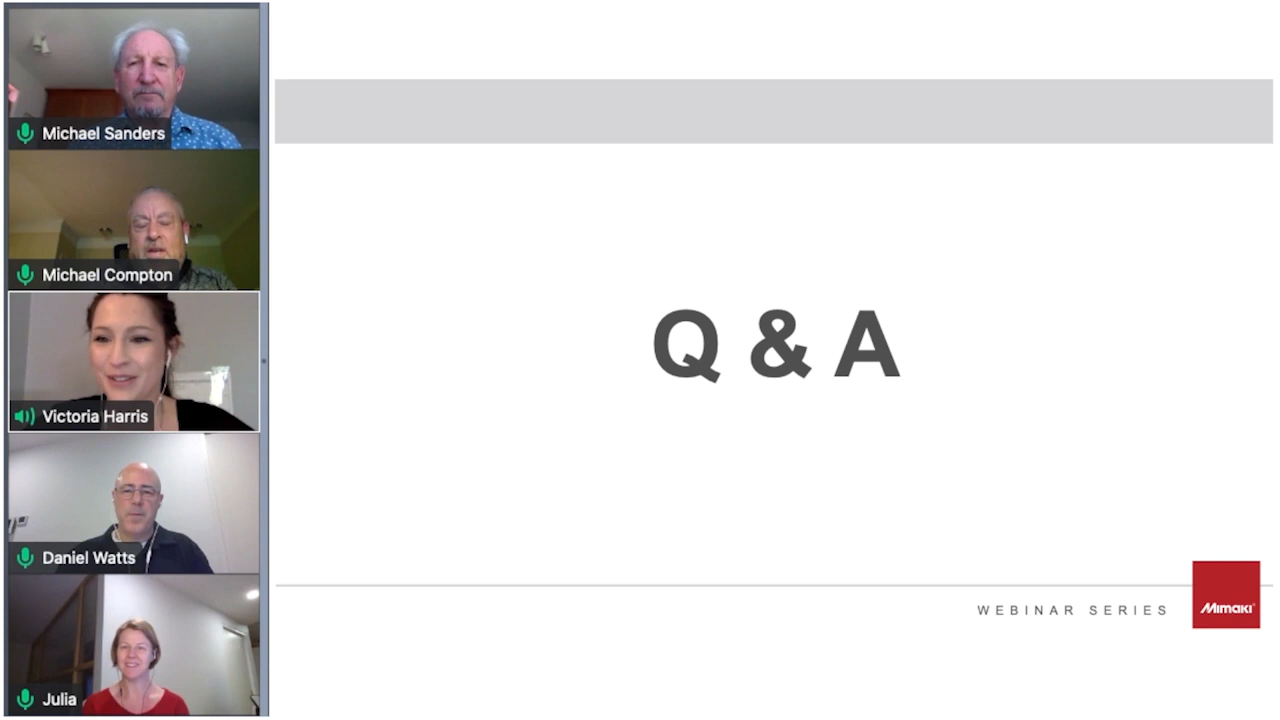 Michael Sanders
Michael Compton
Victoria Harris
Daniel Watts
Julia
Q & A
WEBINAR SERIES
Mimaki